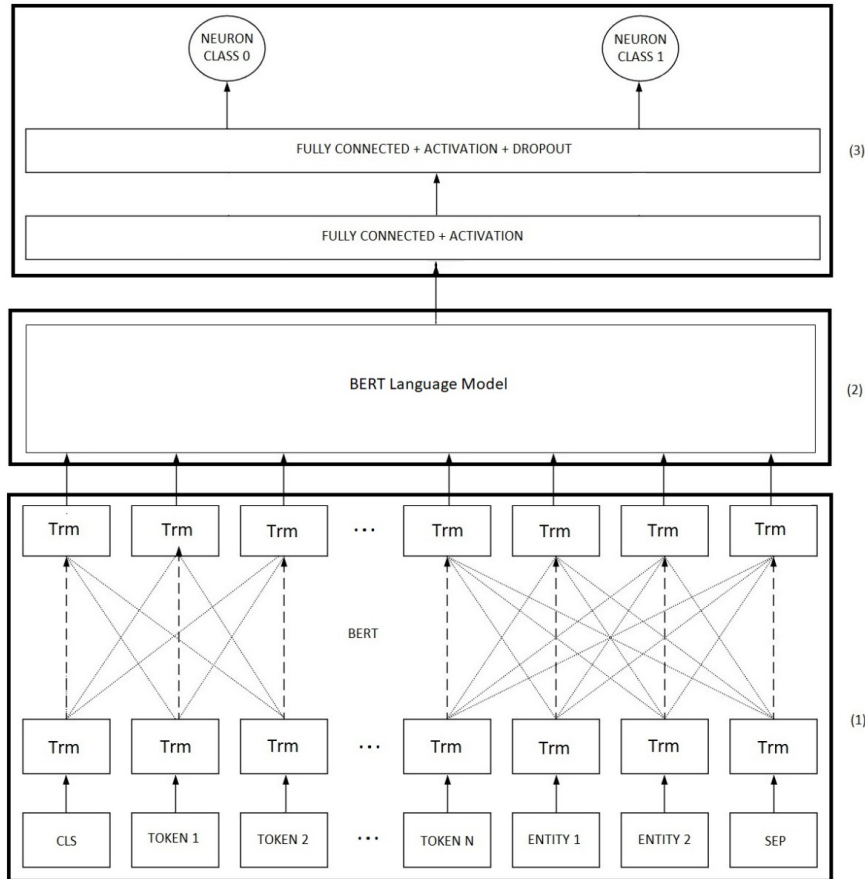 NEURON
CLASS 0
NEURON
CLASS 1
FULLY CONNECTED + ACTIVATION + DROPOUT
(3)
FULLY CONNECTED + ACTIVATION
BERT Language Model
(2)
Trm Trm Trm ... Trm Trm Trm Trm
BERT
(1)
Trm Trm Trm ... Trm Trm Trm Trm
CLS TOKEN 1 TOKEN 2 ... TOKEN N ENTITY 1 ENTITY 2 SEP